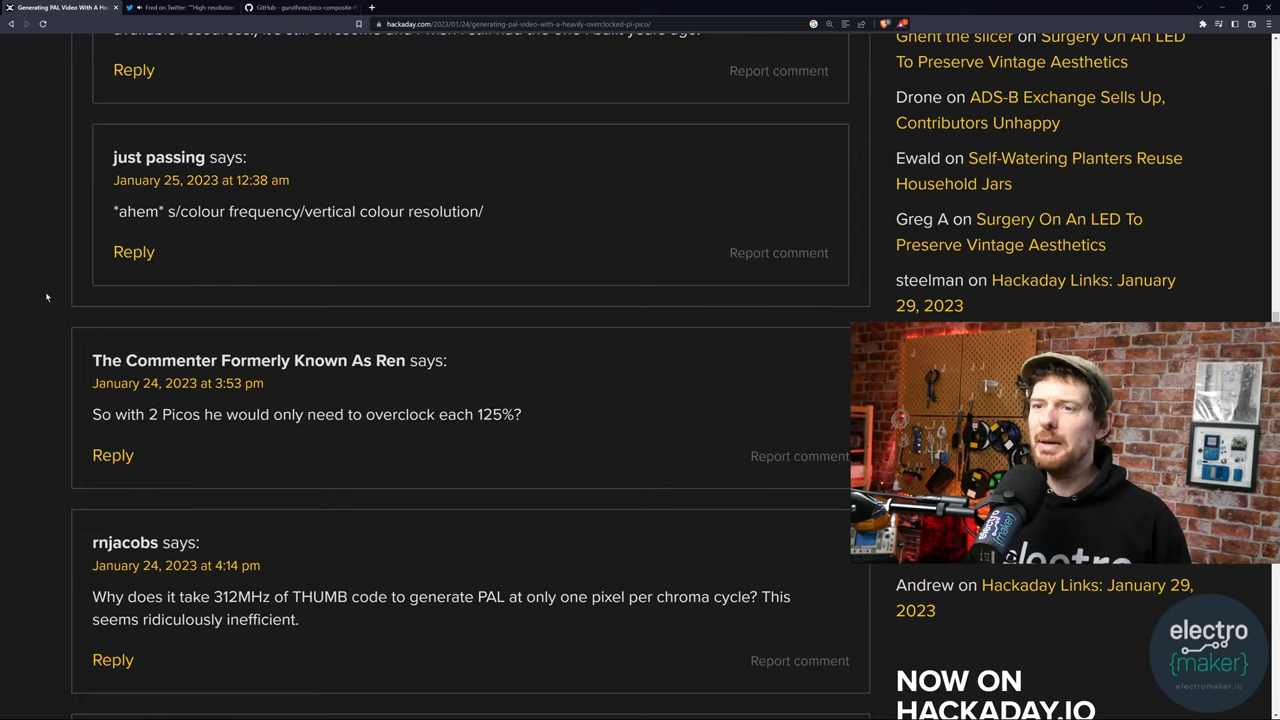 Generating PAL Video With A H
Fred on Twitter: "High-resolution
GitHub - guruthree/pico-composite-P
hackaday.com/2023/01/24/generating-pal-video-with-a-heavily-overclocked-pi-pico/
Reply
Report comment
just passing says:
January 25, 2023 at 12:38 am
*ahem* s/colour frequency/vertical colour resolution/
Reply
Report comment
The Commenter Formerly Known As Ren says:
January 24, 2023 at 3:53 pm
So with 2 Picos he would only need to overclock each 125%?
Reply
Report comment
rnjacobs says:
January 24, 2023 at 4:14 pm
Why does it take 312MHz of THUMB code to generate PAL at only one pixel per chroma cycle? This
seems ridiculously inefficient.
Reply
Report comment
Ghent the slicer on Surgery On An LED
To Preserve Vintage Aesthetics
Drone on ADS-B Exchange Sells Up,
Contributors Unhappy
Ewald on Self-Watering Planters Reuse
Household Jars
Greg A on Surgery On An LED To
Preserve Vintage Aesthetics
steelman on Hackaday Links: January
29, 2023
Andrew on Hackaday Links: January 29,
2023
NOW ON
HACKADAY.IO
electro
{maker}
electro
{maker}
electromaker.io